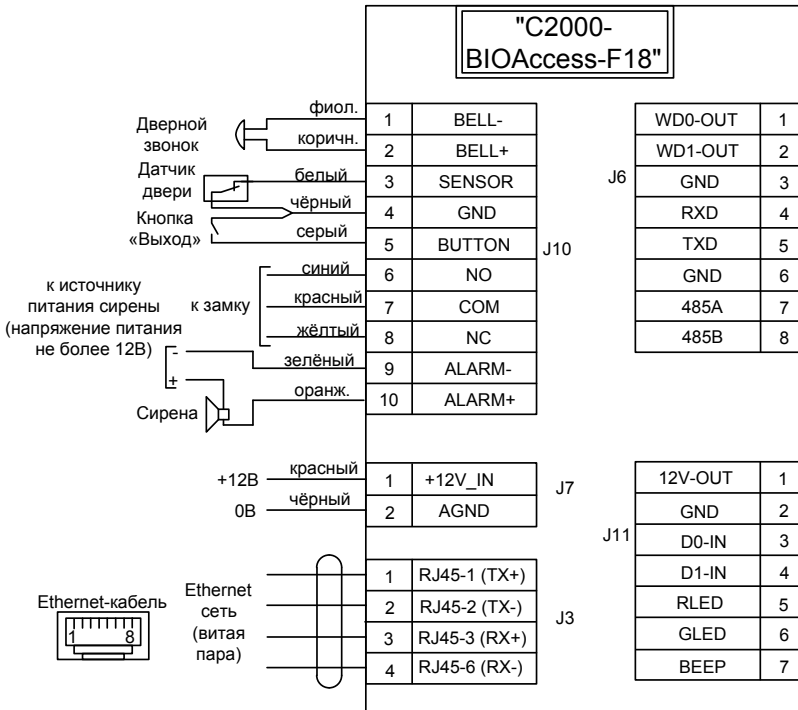 "С2000-
BIOAccess-F18"
Дверной
звонок
фиол.
1 BELL-
коричн.
2 BELL+
Датчик
двери
белый
3 SENSOR
чёрный
4 GND
Кнопка
«Выход»
серый
5 BUTTON
J10
к замку
синий
6 NO
красный
7 COM
жёлтый
8 NC
к источнику
питания сирены
(напряжение питания
не более 12В)
-
+
зелёный
9 ALARM-
Сирена
оранж.
10 ALARM+
J6
WD0-OUT 1
WD1-OUT 2
GND 3
RXD 4
TXD 5
GND 6
485A 7
485B 8
+12В
красный
1 +12V_IN
0В
чёрный
2 AGND
J7
Ethernet-кабель
1 8
Ethernet
сеть
(витая
пара)
1 RJ45-1 (TX+)
2 RJ45-2 (TX-)
3 RJ45-3 (RX+)
4 RJ45-6 (RX-)
J3
J11
12V-OUT 1
GND 2
D0-IN 3
D1-IN 4
RLED 5
GLED 6
BEEP 7